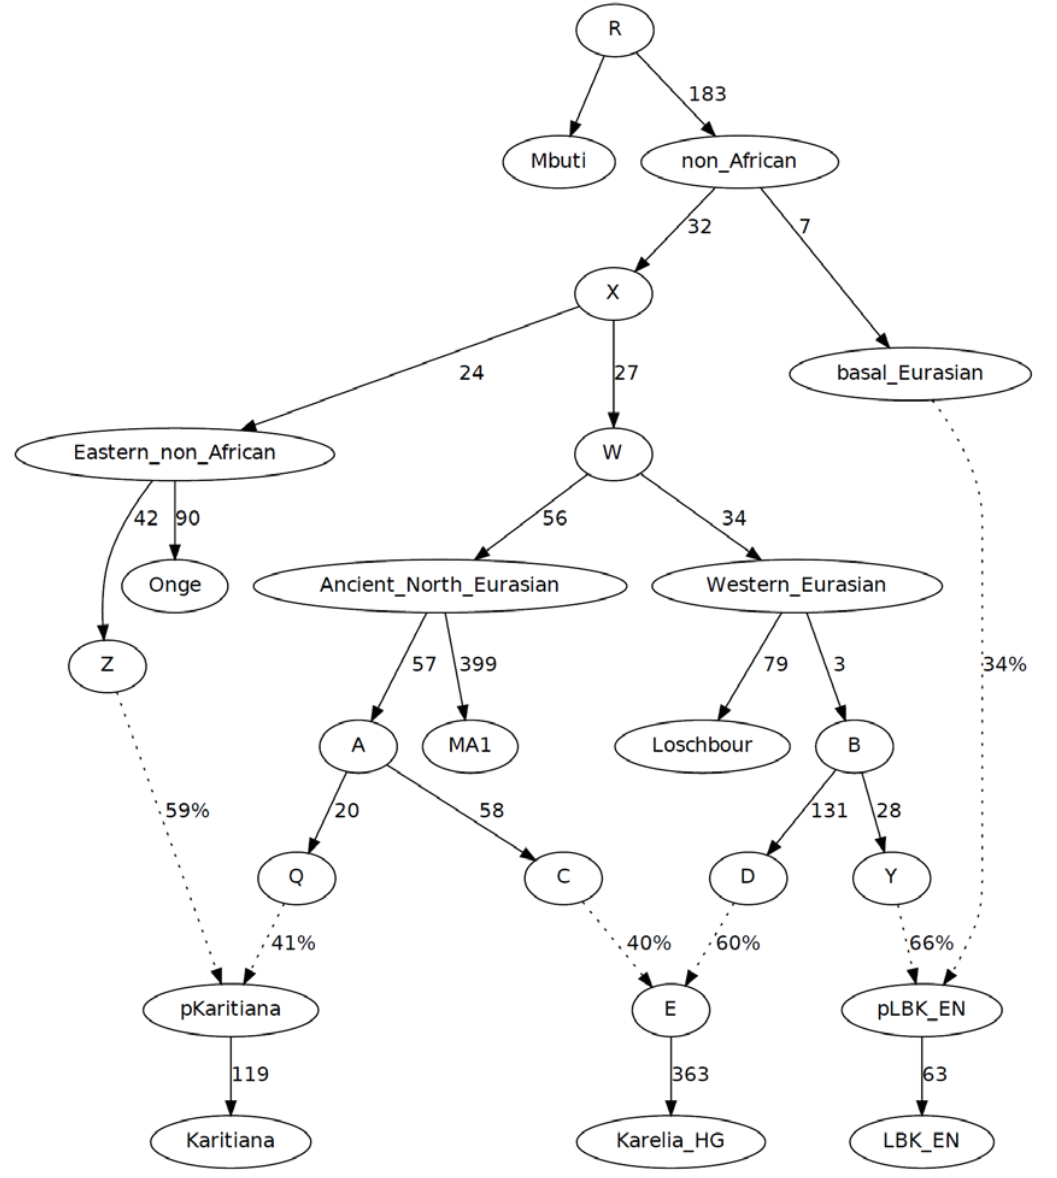 R
183
Mbuti
non_African
32
7
X
24
27
basal_Eurasian
Eastern_non_African
W
42
90
56
34
Onge
Ancient_North_Eurasian
Western_Eurasian
Z
57
399
79
3
34%
A
MA1
Loschbour
B
59%
20
58
131
28
Q
C
D
Y
41%
40%
60%
66%
pKaritiana
E
pLBK_EN
119
363
63
Karitiana
Karelia_HG
LBK_EN